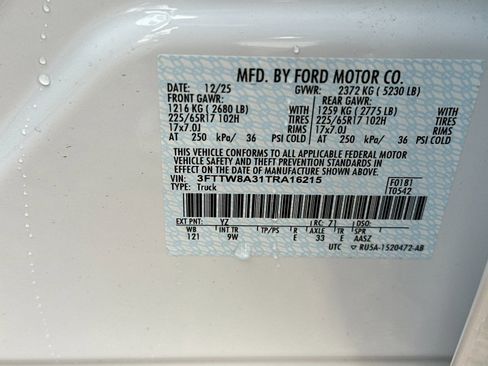 MFD. BY FORD MOTOR CO.
DATE: 12/25 GVWR: 2372 KG ( 5230 LB)
FRONT GAWR: REAR GAWR:
1216 KG ( 2680 LB) WITH 1259 KG ( 2775 LB) WITH
225/65R17 102H TIRES 225/65R17 102H TIRES
17x7.0J RIMS 17x7.0J RIMS
AT 250 kPa/ 36 PSI COLD AT 250 kPa/ 36 PSI COLD
THIS VEHICLE CONFORMS TO ALL APPLICABLE FEDERAL MOTOR
VEHICLE SAFETY AND THEFT PREVENTION STANDARDS IN
EFFECT ON THE DATE OF MANUFACTURE SHOWN ABOVE.
VIN: 3FTTW8A31TRA16215 F0181
TYPE: Truck T0542
EXT PNT: YZ RC: 71 DSO:
WB INT TR TP/PS R AXLE TR SPR
121 9W E 33 E AASZ
UTC ▽ RU5A-1520472-AB